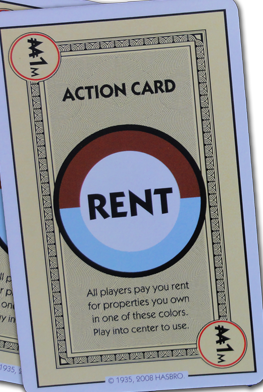 ₩1M
ACTION CARD
RENT
All players pay you rent
for properties you own
in one of these colors.
Play into center to use.
₩1M
© 1935, 2008 HASBRO